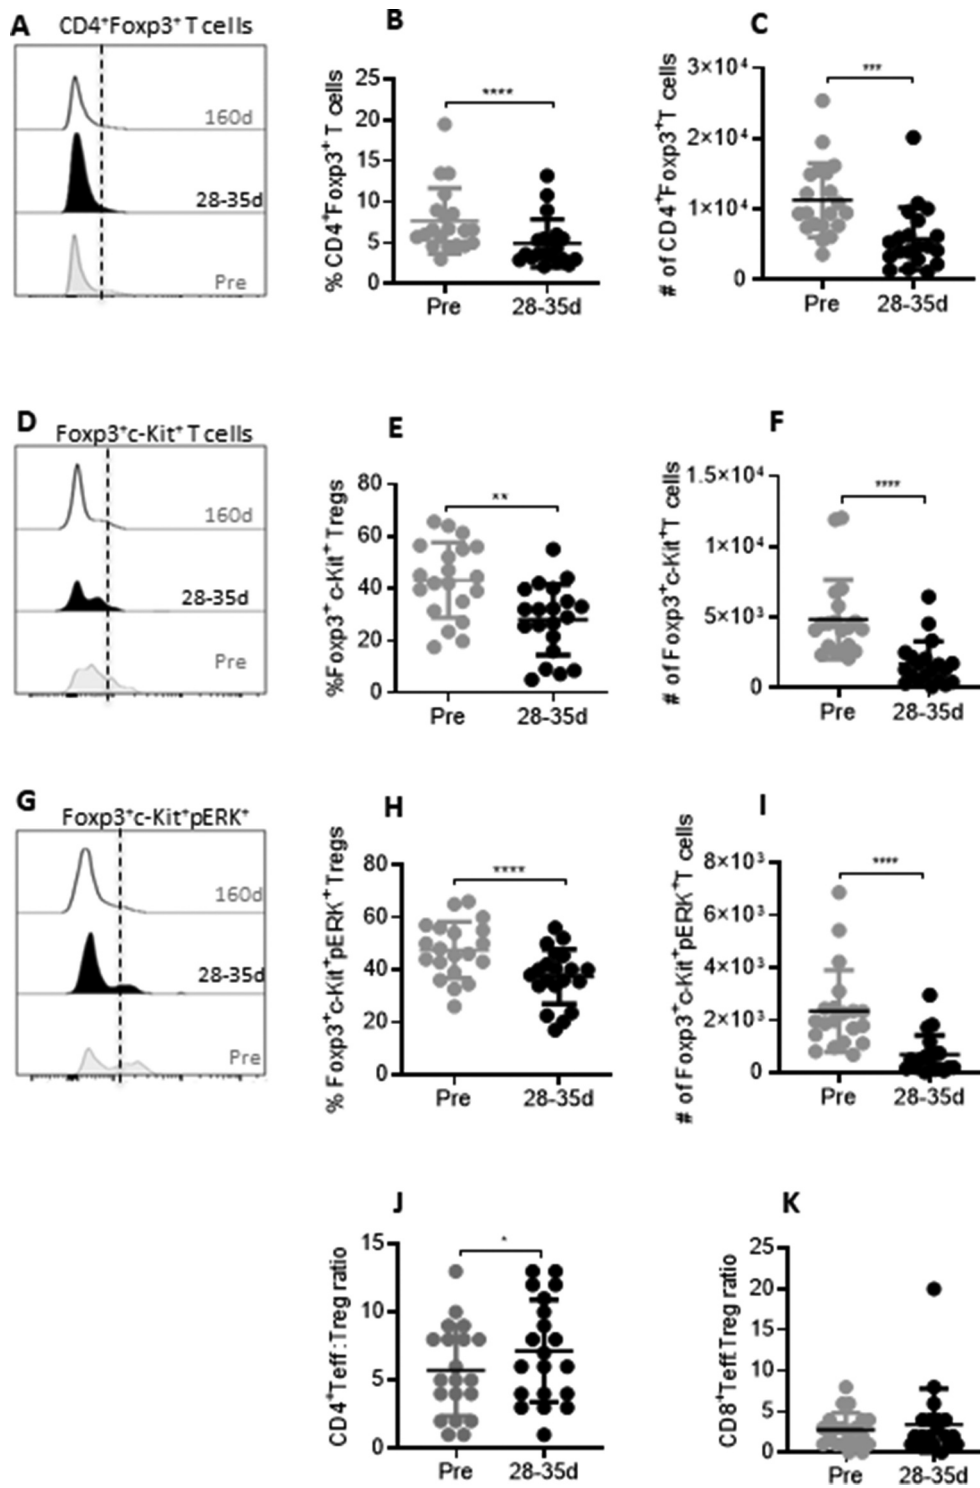 A
CD4⁺Foxp3⁺ T cells
160d
28-35d
Pre
B
% CD4⁺Foxp3⁺ T cells
25
20
15
10
5
0
****
Pre
28-35d
C
# of CD4⁺Foxp3⁺T cells
3×10⁴
2×10⁴
1×10⁴
0
***
Pre
28-35d
D
Foxp3⁺c-Kit⁺ T cells
160d
28-35d
Pre
E
%Foxp3⁺ c-Kit⁺ Tregs
80
60
40
20
0
**
Pre
28-35d
F
# of Foxp3⁺c-Kit⁺T cells
1.5×10⁴
1×10⁴
5×10³
0
****
Pre
28-35d
G
Foxp3⁺c-Kit⁺pERK⁺
160d
28-35d
Pre
H
% Foxp3⁺c-Kit⁺pERK⁺Tregs
80
60
40
20
0
****
Pre
28-35d
I
# of Foxp3⁺c-Kit⁺pERK⁺T cells
8×10³
6×10³
4×10³
2×10³
0
****
Pre
28-35d
J
CD4⁺Teff:Treg ratio
15
10
5
0
*
Pre
28-35d
K
CD8⁺Teff:Treg ratio
25
20
15
10
5
0
Pre
28-35d